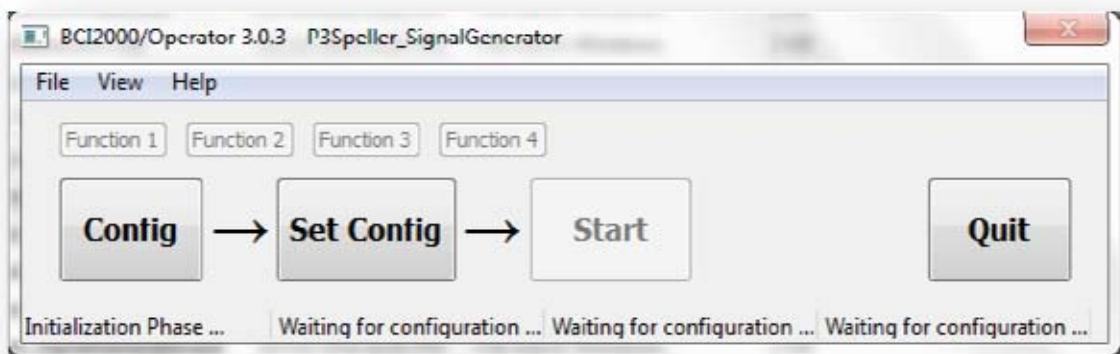 BCI2000/Operator 3.0.3 P3Speller_SignalGenerator
File View Help
Function 1 Function 2 Function 3 Function 4
Config → Set Config → Start Quit
Initialization Phase ... Waiting for configuration ... Waiting for configuration ... Waiting for configuration ...